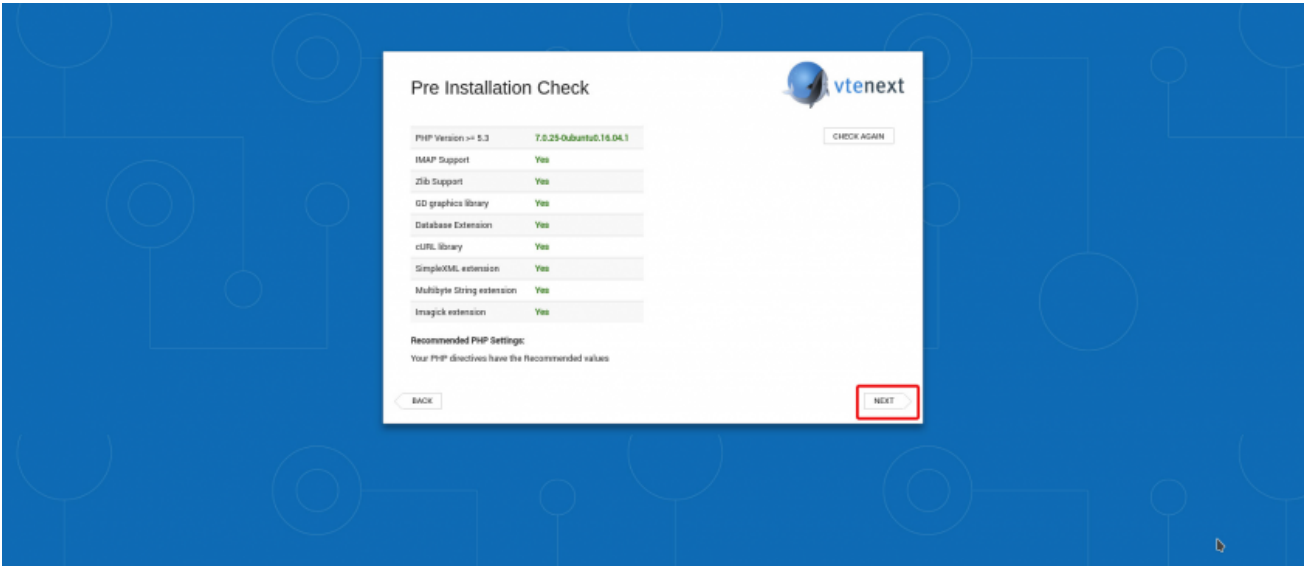 Pre Installation Check
vtenext
PHP Version >= 5.3 7.0.25-0ubuntu0.16.04.1
CHECK AGAIN
IMAP Support Yes
Zlib Support Yes
GD graphics library Yes
Database Extension Yes
cURL library Yes
SimpleXML extension Yes
Multibyte String extension Yes
Imagick extension Yes
Recommended PHP Settings:
Your PHP directives have the Recommended values
BACK
NEXT